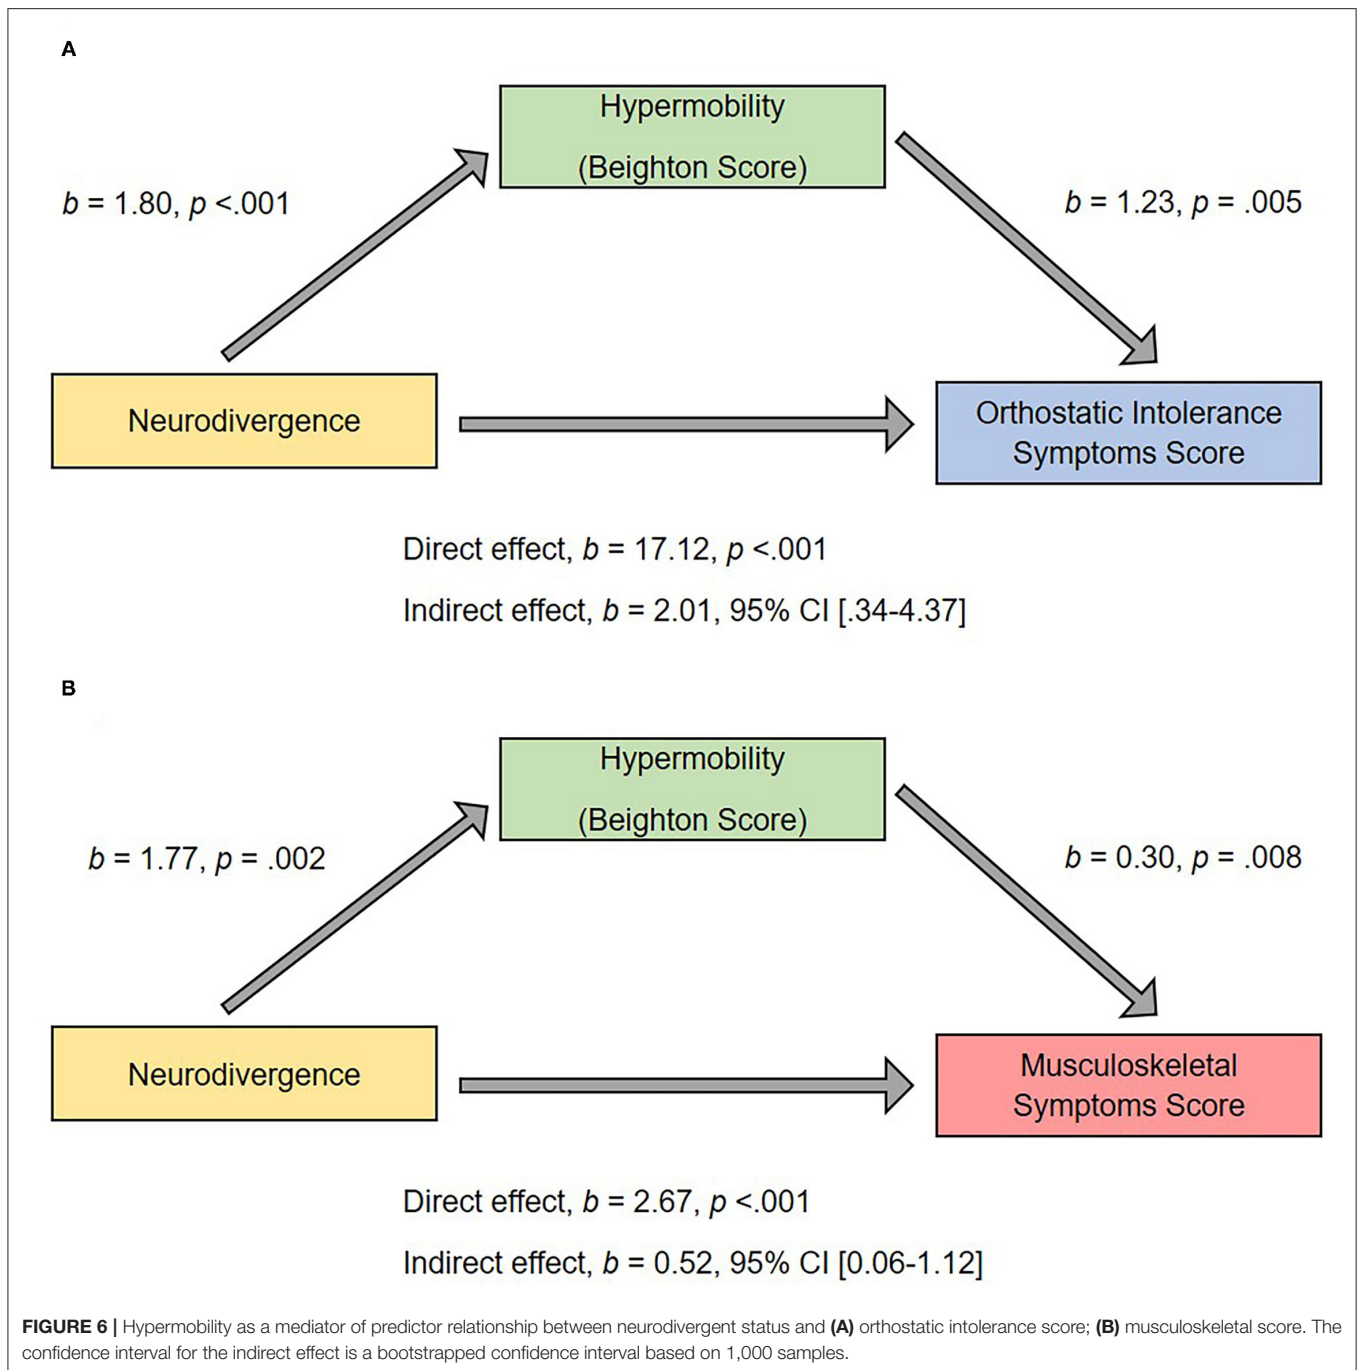 A
Hypermobility
(Beighton Score)
b = 1.80, p <.001
b = 1.23, p = .005
Neurodivergence
Orthostatic Intolerance
Symptoms Score
Direct effect, b = 17.12, p <.001
Indirect effect, b = 2.01, 95% CI [.34-4.37]
B
Hypermobility
(Beighton Score)
b = 1.77, p = .002
b = 0.30, p = .008
Neurodivergence
Musculoskeletal
Symptoms Score
Direct effect, b = 2.67, p <.001
Indirect effect, b = 0.52, 95% CI [0.06-1.12]
FIGURE 6 | Hypermobility as a mediator of predictor relationship between neurodivergent status and (A) orthostatic intolerance score; (B) musculoskeletal score. The
confidence interval for the indirect effect is a bootstrapped confidence interval based on 1,000 samples.